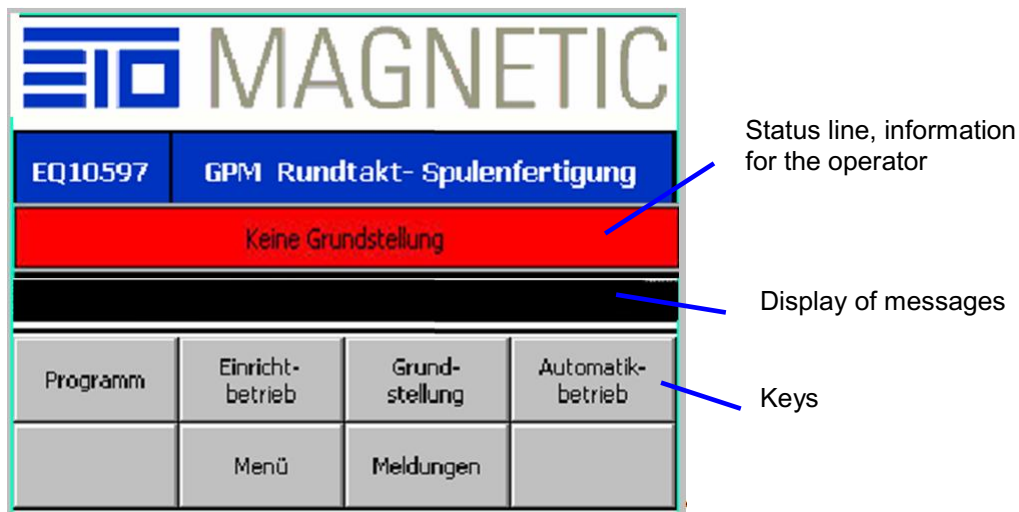 ETO MAGNETIC
EQ10597 GPM Rundtakt- Spulenfertigung
Keine Grundstellung
Status line, information
for the operator
Display of messages
Programm
Einricht-
betrieb
Grund-
stellung
Automatik-
betrieb
Keys
Menü
Meldungen